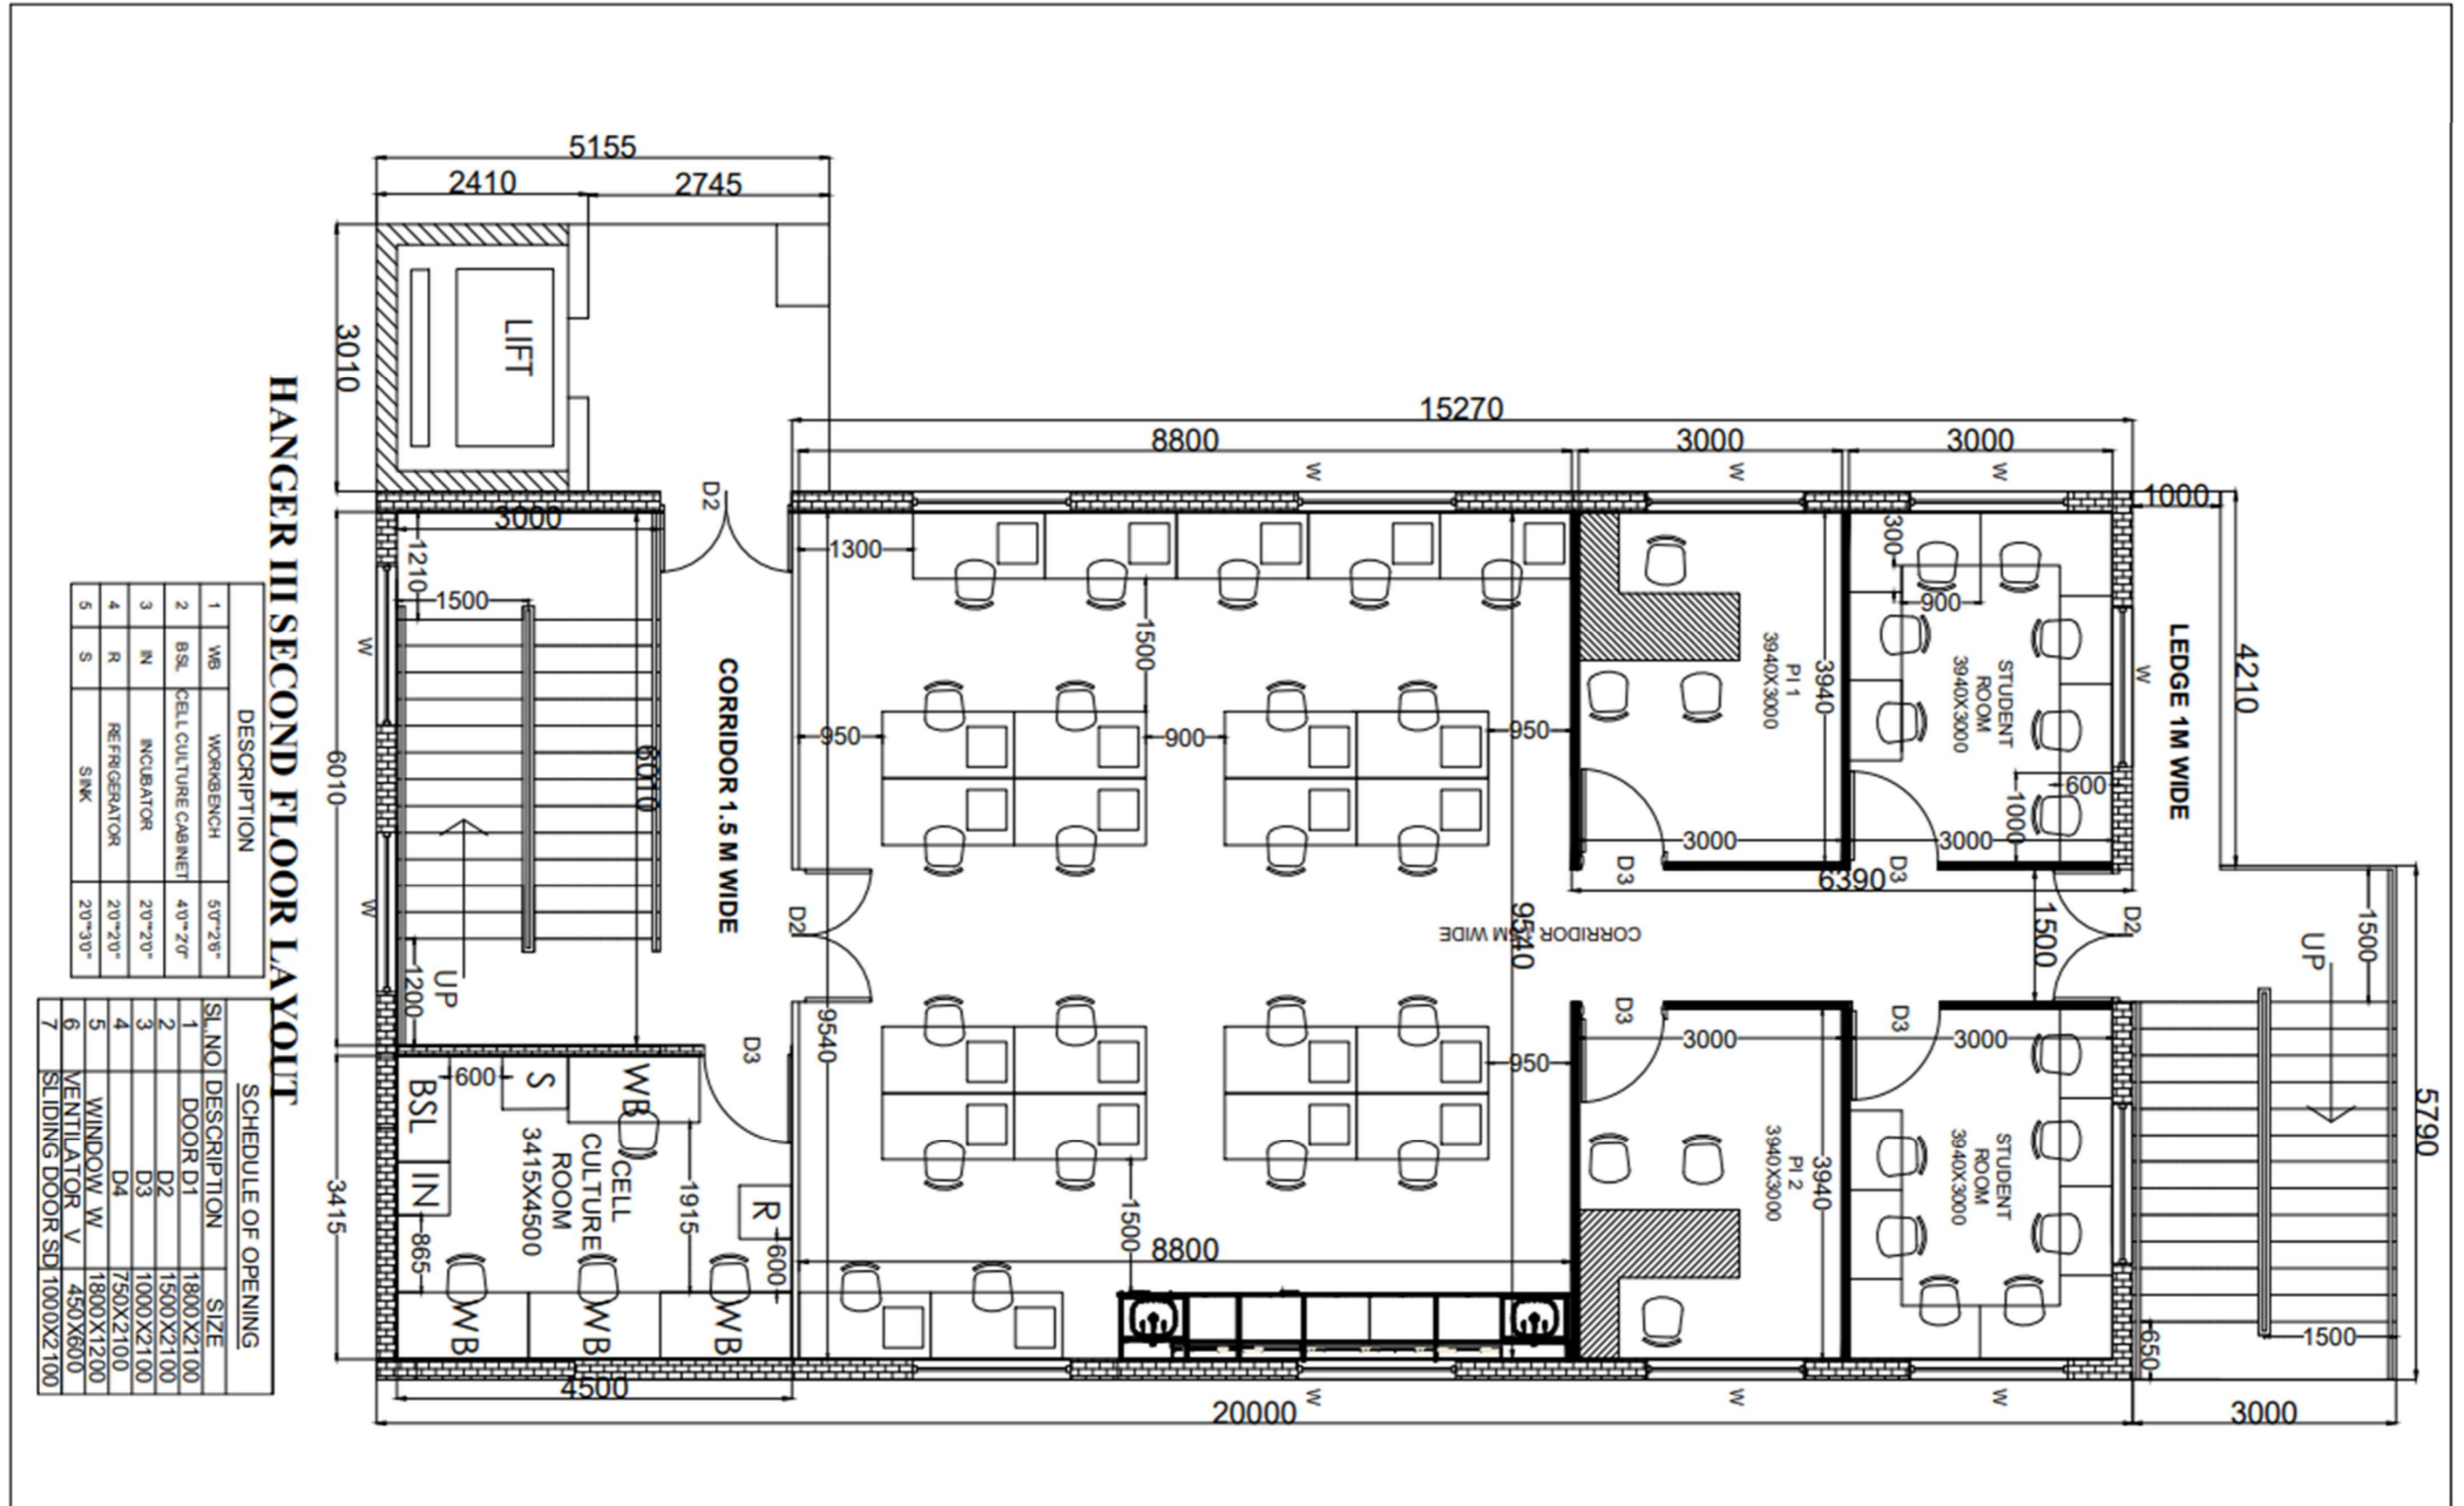 5155
2410
2745
3010
LIFT
15270
8800
3000
3000
W
W
W
D2
1000
3000
1210
1500
1300
300
900
1500
950
900
950
6010
6010
W
W
UP
1200
CORRIDOR 1.5 M WIDE
D2
9540
9540
CORRIDOR
M WIDE
PI 1
3940X3000
3940
3000
D3
STUDENT
ROOM
3940X3000
600
1000
3000
D3
6390
1500
D2
W
LEDGE 1M WIDE
4210
1500
UP
5790
D3
3000
D3
3000
950
PI 2
3940X3000
3940
STUDENT
ROOM
3940X3000
1500
8800
650
1500
3415
D3
BSL
600
S
WB
IN
865
CELL
CULTURE
ROOM
3415X4500
1915
R
600
WB
WB
WB
4500
W
W
W
20000
3000
HANGER III SECOND FLOOR LAYOUT
DESCRIPTION
1 WB WORKBENCH 5'0"*2'6"
2 BSL CELL CULTURE CABINET 4'0"*2'0"
3 IN INCUBATOR 2'0"*2'0"
4 R REFRIGERATOR 2'0"*2'0"
5 S SINK 2'0"*3'0"
SCHEDULE OF OPENING
SL.NO DESCRIPTION SIZE
1 DOOR D1 1800X2100
2 D2 1500X2100
3 D3 1000X2100
4 D4 750X2100
5 WINDOW W 1800X1200
6 VENTILATOR V 450X600
7 SLIDING DOOR SD 1000X2100